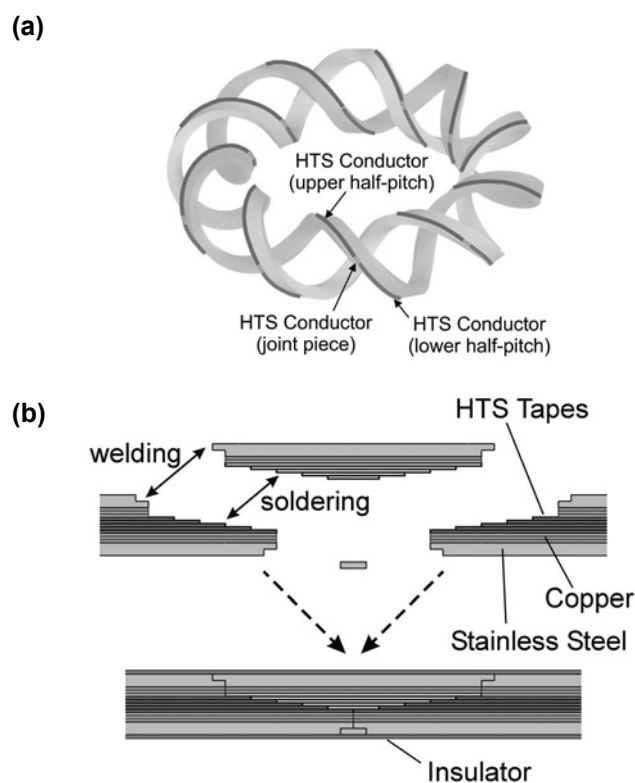 (a)
HTS Conductor
(upper half-pitch)
HTS Conductor
(joint piece)
HTS Conductor
(lower half-pitch)
(b)
HTS Tapes
welding
soldering
Copper
Stainless Steel
Insulator